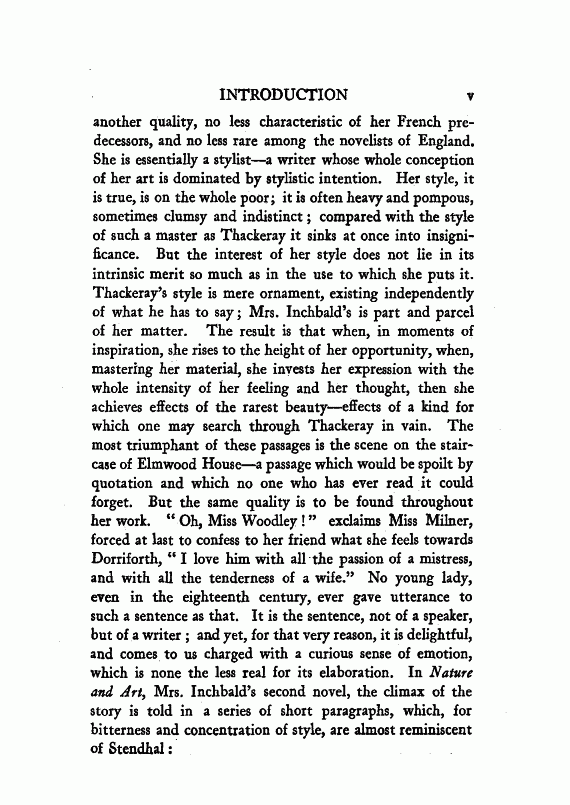 INTRODUCTION v
another quality, no less characteristic of her French pre-
decessors, and no less rare among the novelists of England.
She is essentially a stylist—a writer whose whole conception
of her art is dominated by stylistic intention. Her style, it
is true, is on the whole poor; it is often heavy and pompous,
sometimes clumsy and indistinct; compared with the style
of such a master as Thackeray it sinks at once into insigni-
ficance. But the interest of her style does not lie in its
intrinsic merit so much as in the use to which she puts it.
Thackeray's style is mere ornament, existing independently
of what he has to say; Mrs. Inchbald's is part and parcel
of her matter. The result is that when, in moments of
inspiration, she rises to the height of her opportunity, when,
mastering her material, she invests her expression with the
whole intensity of her feeling and her thought, then she
achieves effects of the rarest beauty—effects of a kind for
which one may search through Thackeray in vain. The
most triumphant of these passages is the scene on the stair-
case of Elmwood House—a passage which would be spoilt by
quotation and which no one who has ever read it could
forget. But the same quality is to be found throughout
her work. "Oh, Miss Woodley!" exclaims Miss Milner,
forced at last to confess to her friend what she feels towards
Dorriforth, "I love him with all the passion of a mistress,
and with all the tenderness of a wife." No young lady,
even in the eighteenth century, ever gave utterance to
such a sentence as that. It is the sentence, not of a speaker,
but of a writer; and yet, for that very reason, it is delightful,
and comes to us charged with a curious sense of emotion,
which is none the less real for its elaboration. In Nature
and Art, Mrs. Inchbald's second novel, the climax of the
story is told in a series of short paragraphs, which, for
bitterness and concentration of style, are almost reminiscent
of Stendhal: